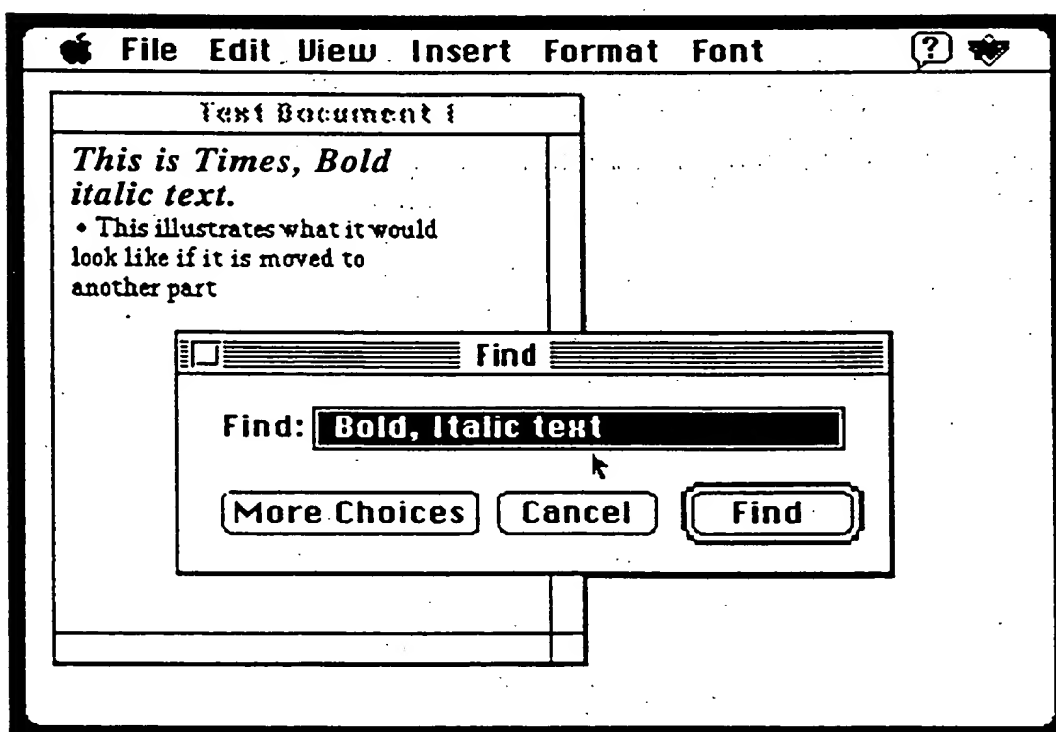 File Edit View Insert Format Font ?
Text Document 1
This is Times, Bold
italic text.
• This illustrates what it would
look like if it is moved to
another part
Find
Find: Bold, Italic text
More Choices Cancel Find